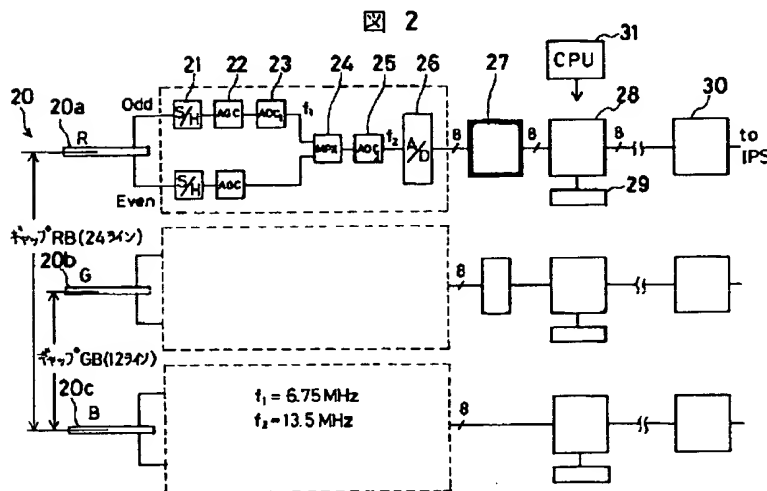 図 2
31
CPU
21 22 23 24 25 26 27 28 30
20 20a Odd S/H AGC AOC1 f₁
R MPX AOC2 f₂ A/D 8 8 8 to IPS
Even S/H AGC 29
ギャップRB(24ライン)
20b
G 8
ギャップGB(12ライン)
20c
B 8
f₁ = 6.75 MHz
f₂ = 13.5 MHz